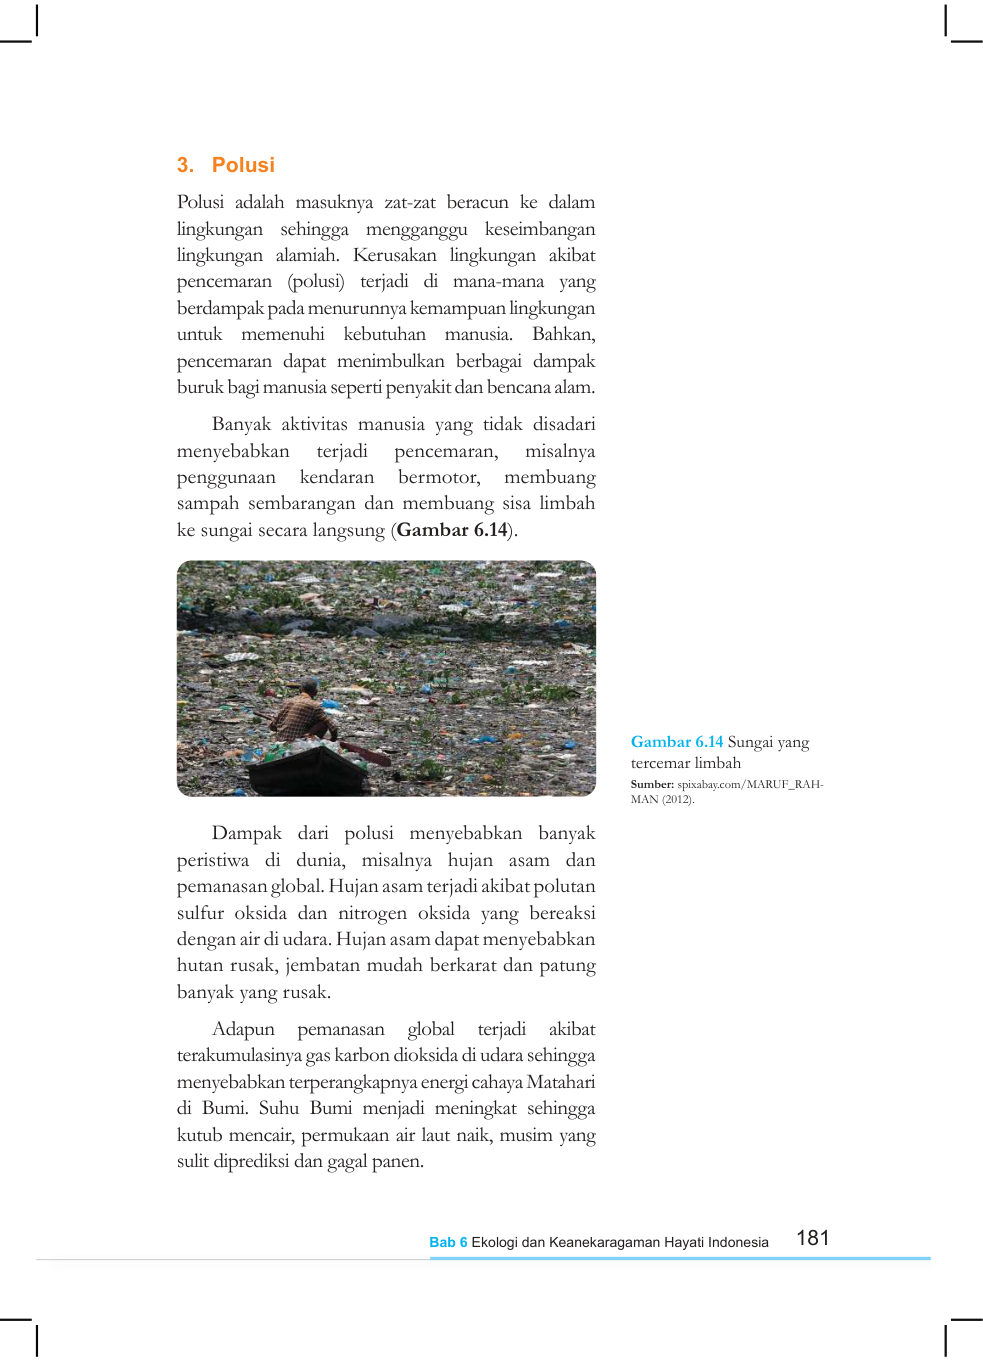 3. Polusi
Polusi adalah masuknya zat-zat beracun ke dalam
lingkungan sehingga mengganggu keseimbangan
lingkungan alamiah. Kerusakan lingkungan akibat
pencemaran (polusi) terjadi di mana-mana yang
berdampak pada menurunnya kemampuan lingkungan
untuk memenuhi kebutuhan manusia. Bahkan,
pencemaran dapat menimbulkan berbagai dampak
buruk bagi manusia seperti penyakit dan bencana alam.
Banyak aktivitas manusia yang tidak disadari
menyebabkan terjadi pencemaran, misalnya
penggunaan kendaran bermotor, membuang
sampah sembarangan dan membuang sisa limbah
ke sungai secara langsung (Gambar 6.14).
Gambar 6.14 Sungai yang
tercemar limbah
Sumber: spixabay.com/MARUF_RAH-
MAN (2012).
Dampak dari polusi menyebabkan banyak
peristiwa di dunia, misalnya hujan asam dan
pemanasan global. Hujan asam terjadi akibat polutan
sulfur oksida dan nitrogen oksida yang bereaksi
dengan air di udara. Hujan asam dapat menyebabkan
hutan rusak, jembatan mudah berkarat dan patung
banyak yang rusak.
Adapun pemanasan global terjadi akibat
terakumulasinya gas karbon dioksida di udara sehingga
menyebabkan terperangkapnya energi cahaya Matahari
di Bumi. Suhu Bumi menjadi meningkat sehingga
kutub mencair, permukaan air laut naik, musim yang
sulit diprediksi dan gagal panen.
Bab 6 Ekologi dan Keanekaragaman Hayati Indonesia 181